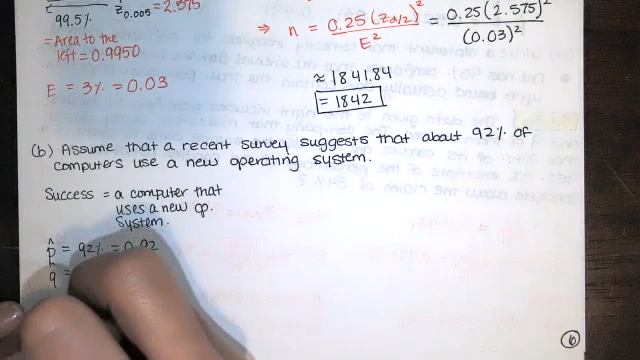 99.5% z0.005 = 2.575
= Area to the
left = 0.9950
E = 3% = 0.03
⇒ n = 0.25(zα/2)² / E² = 0.25(2.575)² / (0.03)²
≈ 1841.84
= 1842
(b) Assume that a recent survey suggests that about 92% of
computers use a new operating system.
Success = a computer that
uses a new op.
system.
p̂ = 92% = 0.92
q̂ =
6